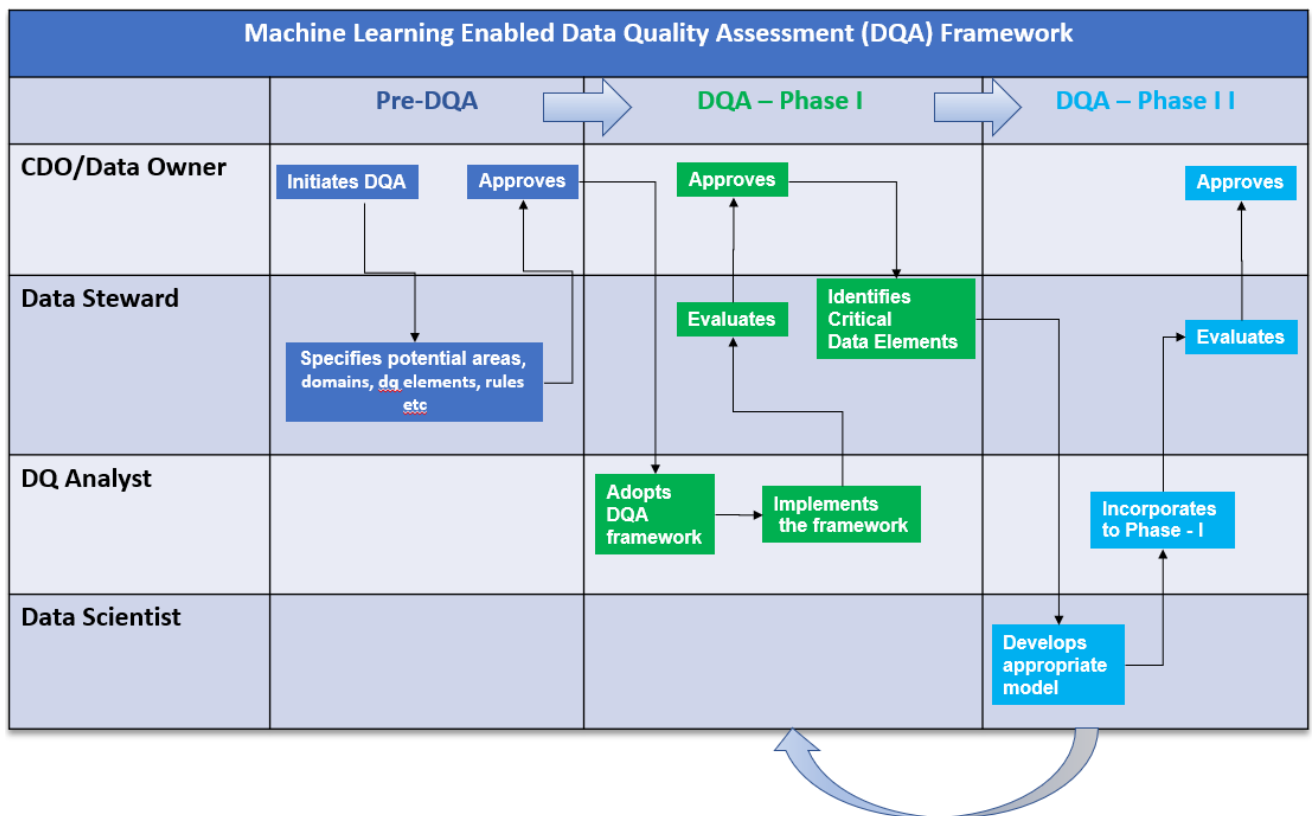 Machine Learning Enabled Data Quality Assessment (DQA) Framework
Pre-DQA
DQA – Phase I
DQA – Phase I I
CDO/Data Owner
Initiates DQA
Approves
Approves
Approves
Data Steward
Specifies potential areas,
domains, dq elements, rules
etc
Evaluates
Identifies
Critical
Data Elements
Evaluates
DQ Analyst
Adopts
DQA
framework
Implements
the framework
Incorporates
to Phase - I
Data Scientist
Develops
appropriate
model